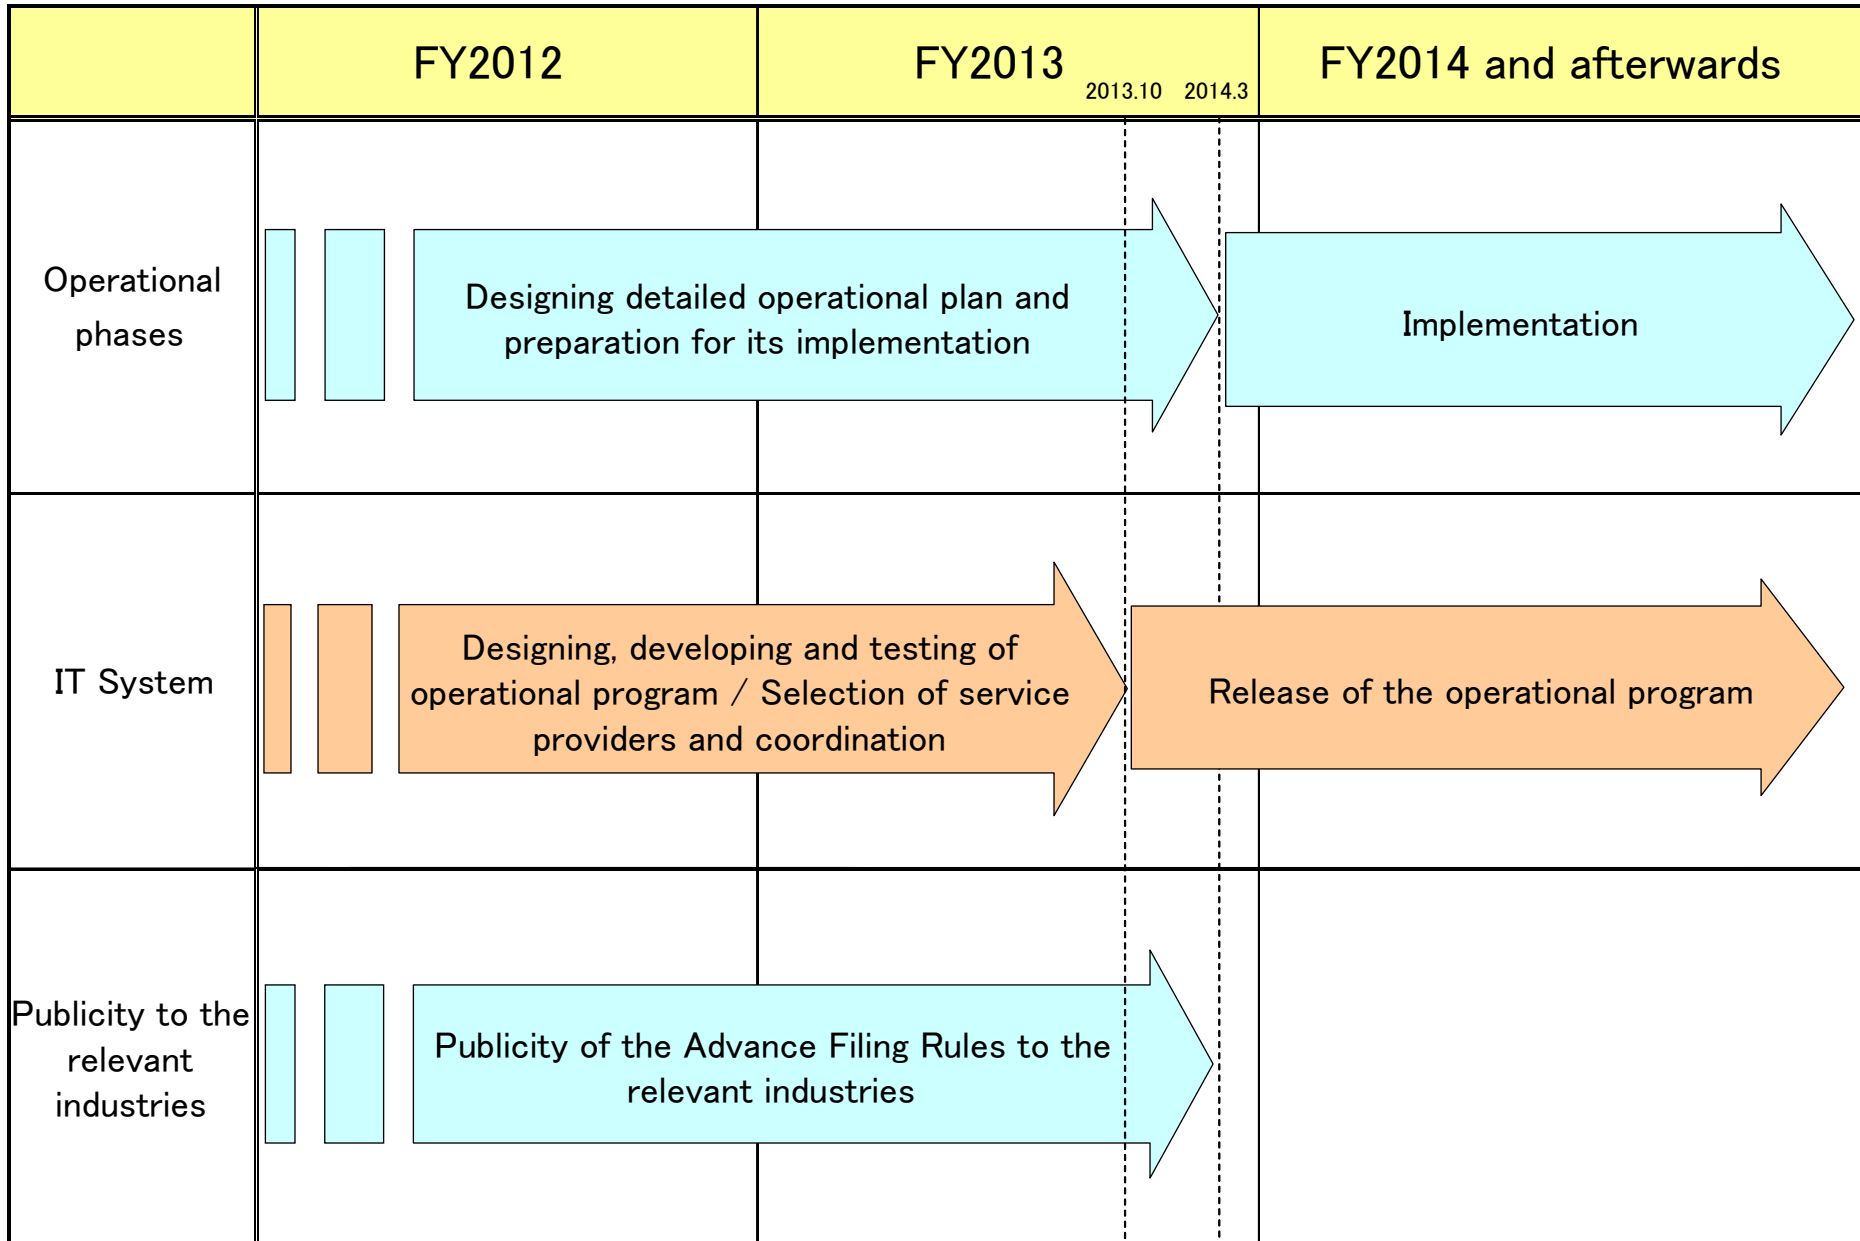 FY2012
FY2013
2013.10
2014.3
FY2014 and afterwards
Operational
phases
Designing detailed operational plan and
preparation for its implementation
Implementation
IT System
Designing, developing and testing of
operational program / Selection of service
providers and coordination
Release of the operational program
Publicity to the
relevant
industries
Publicity of the Advance Filing Rules to the
relevant industries